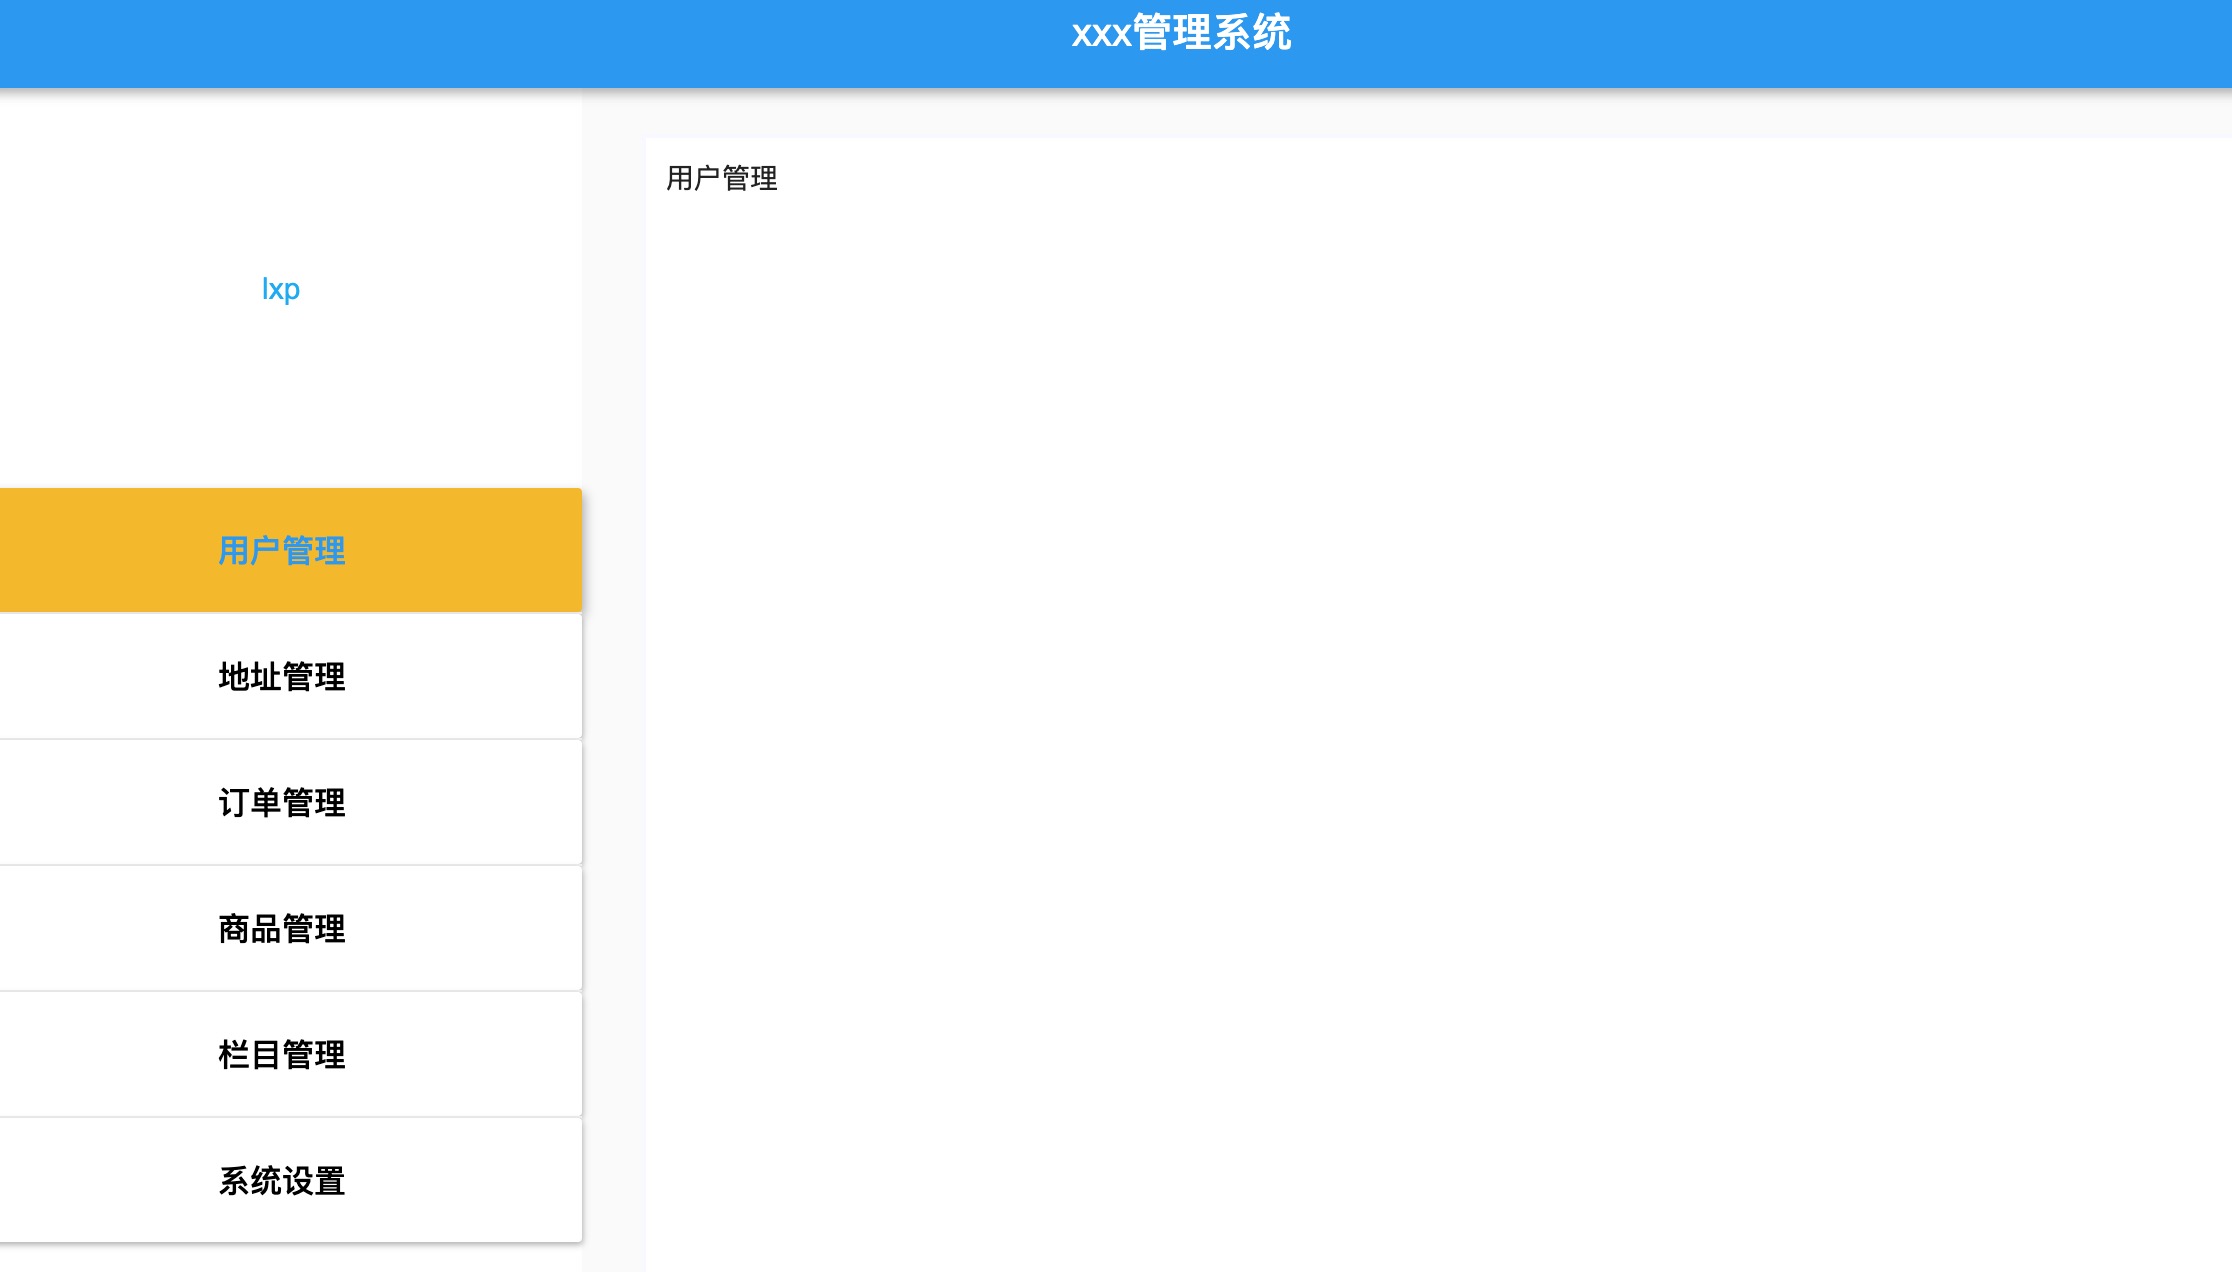 xxx管理系统
lxp
用户管理
地址管理
订单管理
商品管理
栏目管理
系统设置
用户管理